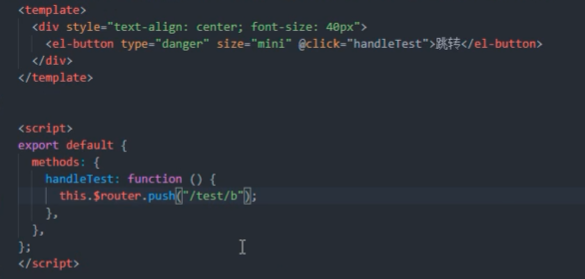 <template>
<div style="text-align: center; font-size: 40px">
<el-button type="danger" size="mini" @click="handleTest">跳转</el-button>
</div>
</template>
<script>
export default {
methods: {
handleTest: function () {
this.$router.push("/test/b");
},
},
};
</script>